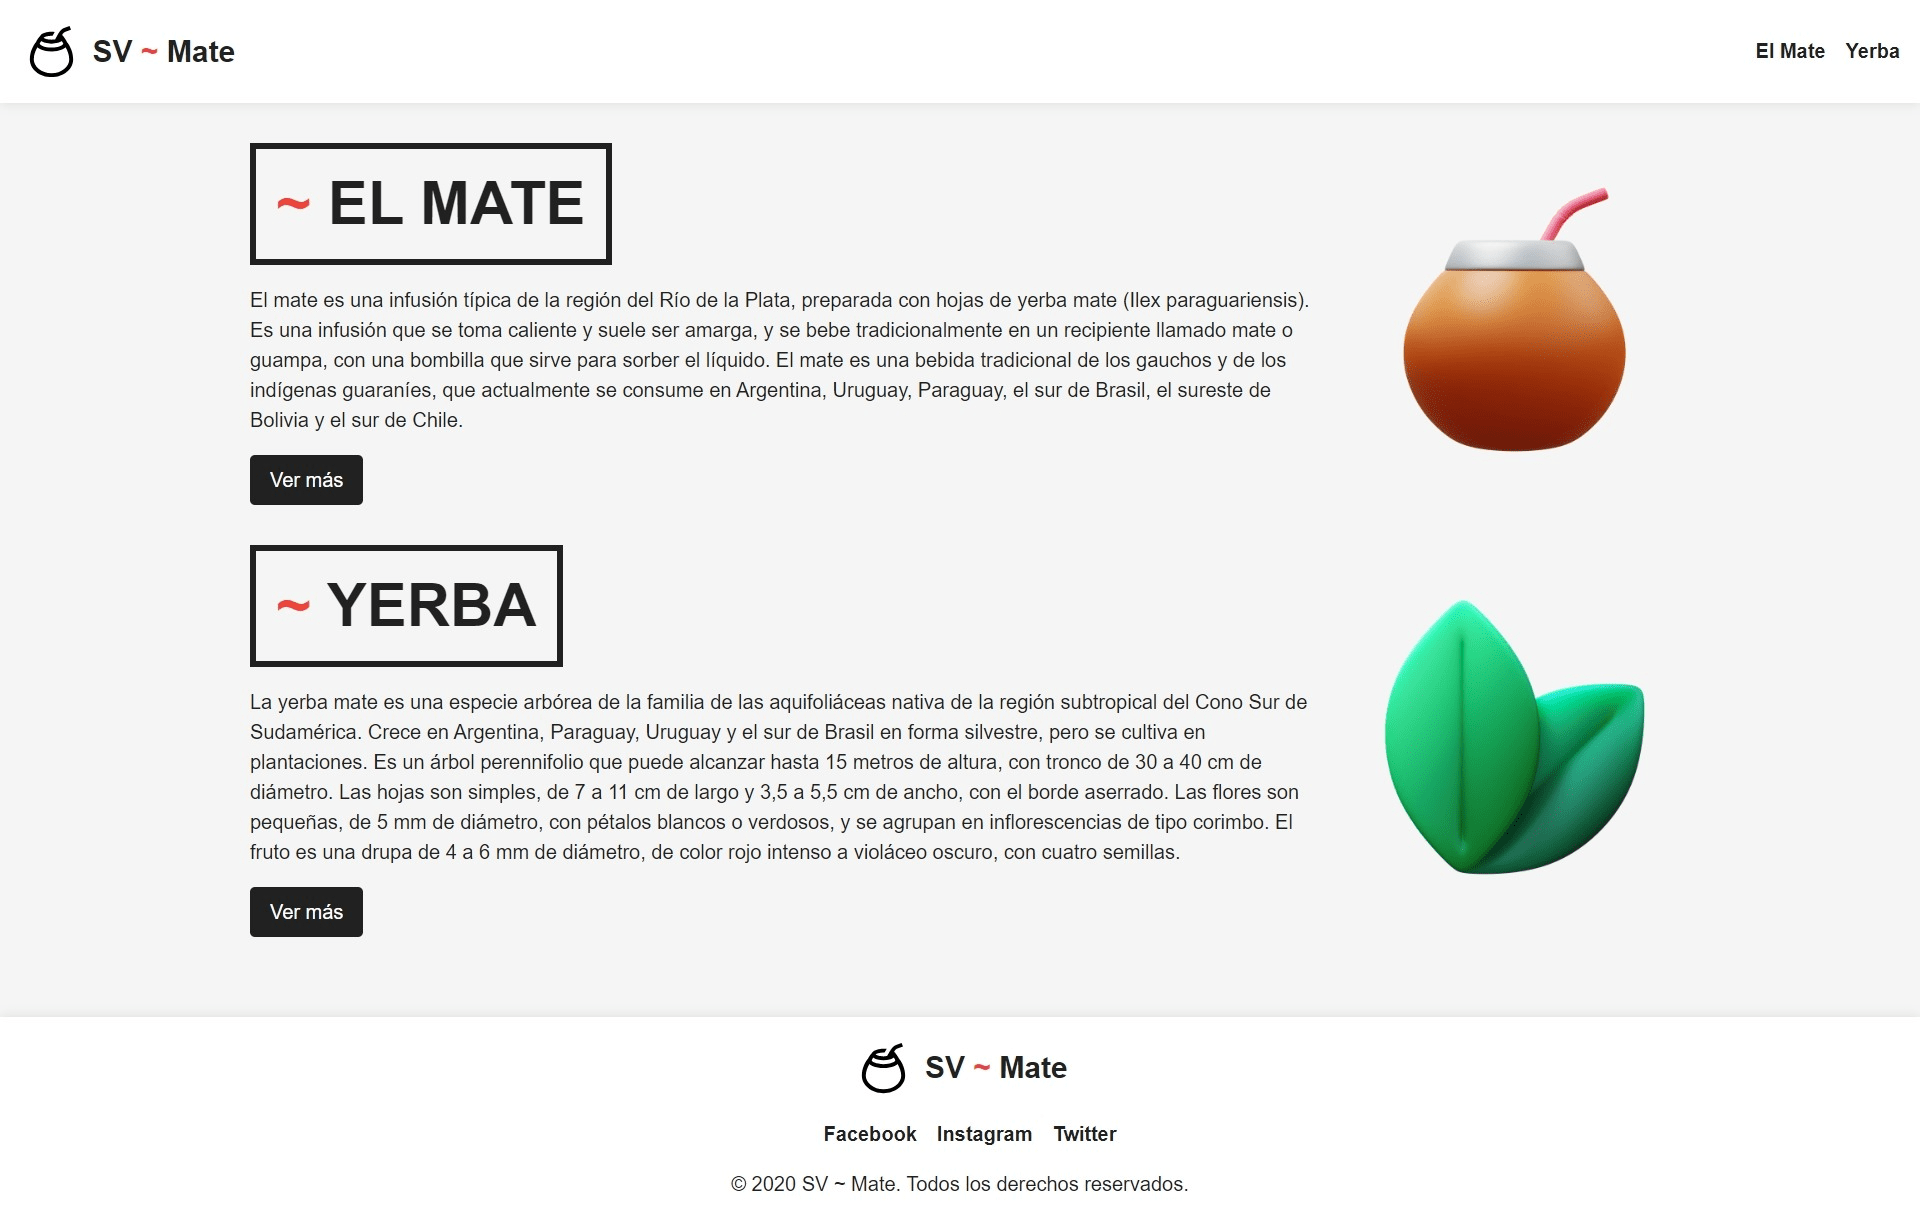 SV ~ Mate
El Mate Yerba
~ EL MATE
El mate es una infusión típica de la región del Río de la Plata, preparada con hojas de yerba mate (Ilex paraguariensis).
Es una infusión que se toma caliente y suele ser amarga, y se bebe tradicionalmente en un recipiente llamado mate o
guampa, con una bombilla que sirve para sorber el líquido. El mate es una bebida tradicional de los gauchos y de los
indígenas guaraníes, que actualmente se consume en Argentina, Uruguay, Paraguay, el sur de Brasil, el sureste de
Bolivia y el sur de Chile.
Ver más
~ YERBA
La yerba mate es una especie arbórea de la familia de las aquifoliáceas nativa de la región subtropical del Cono Sur de
Sudamérica. Crece en Argentina, Paraguay, Uruguay y el sur de Brasil en forma silvestre, pero se cultiva en
plantaciones. Es un árbol perennifolio que puede alcanzar hasta 15 metros de altura, con tronco de 30 a 40 cm de
diámetro. Las hojas son simples, de 7 a 11 cm de largo y 3,5 a 5,5 cm de ancho, con el borde aserrado. Las flores son
pequeñas, de 5 mm de diámetro, con pétalos blancos o verdosos, y se agrupan en inflorescencias de tipo corimbo. El
fruto es una drupa de 4 a 6 mm de diámetro, de color rojo intenso a violáceo oscuro, con cuatro semillas.
Ver más
SV ~ Mate
Facebook Instagram Twitter
© 2020 SV ~ Mate. Todos los derechos reservados.